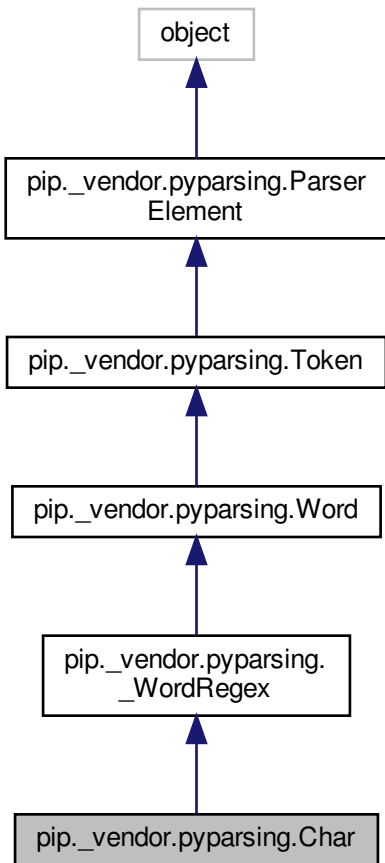 object
pip._vendor.pyparsing.Parser
Element
pip._vendor.pyparsing.Token
pip._vendor.pyparsing.Word
pip._vendor.pyparsing.
_WordRegex
pip._vendor.pyparsing.Char